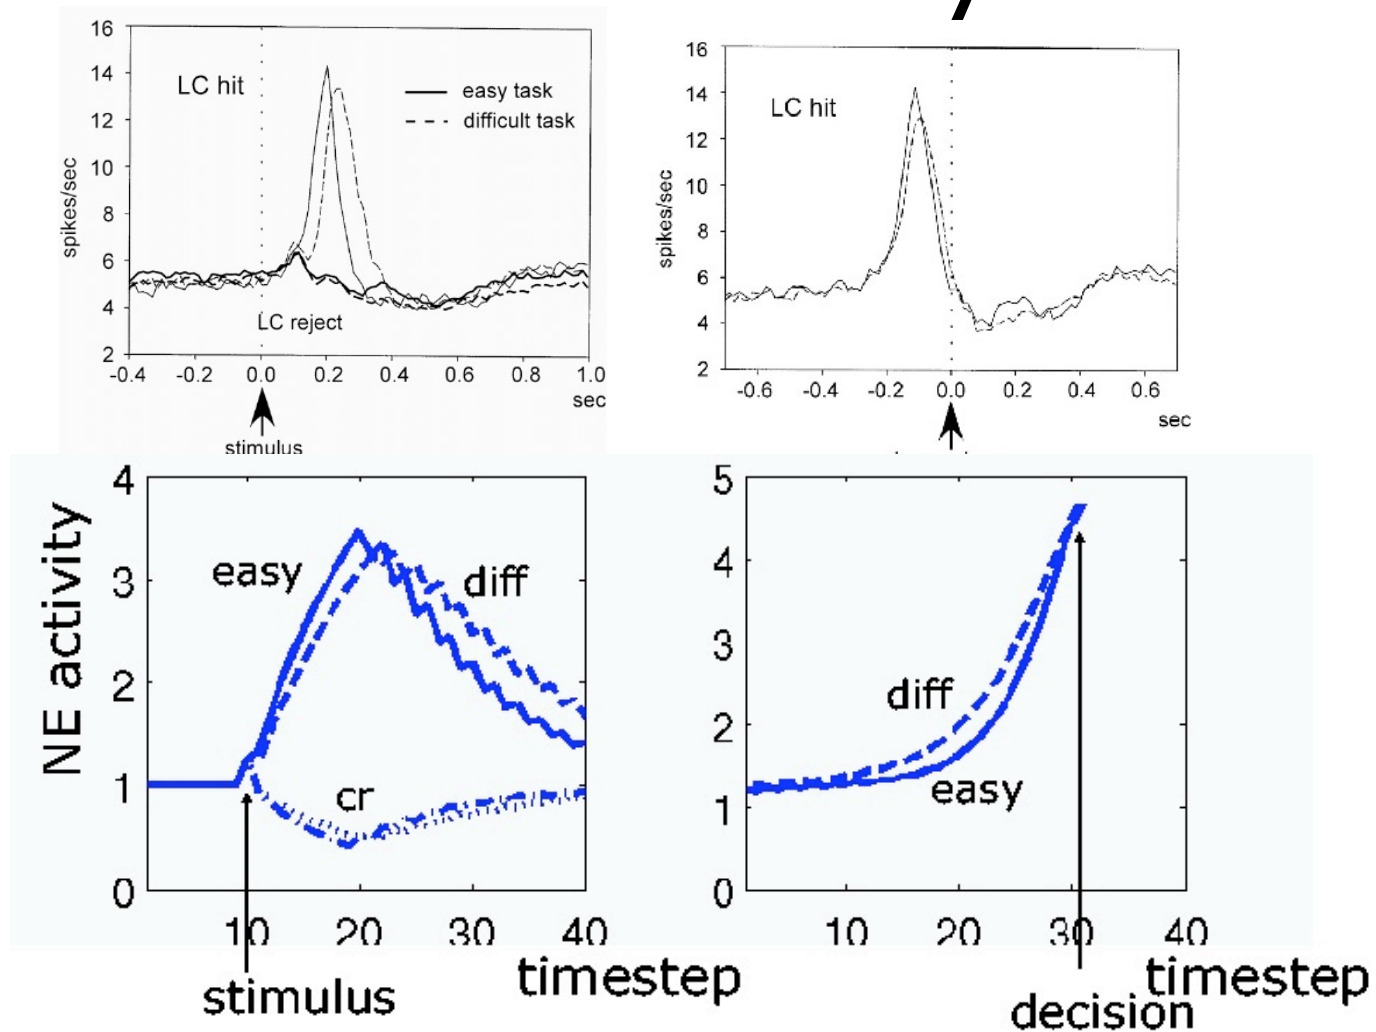 16
14
12
10
8
6
4
2
spikes/sec
LC hit
easy task
difficult task
LC reject
-0.4 -0.2 0.0 0.2 0.4 0.6 0.8 1.0
sec
stimulus
16
14
12
10
8
6
4
2
spikes/sec
LC hit
-0.6 -0.4 -0.2 0.0 0.2 0.4 0.6
sec
4
3
2
1
0
NE activity
easy
diff
cr
10 20 30 40
timestep
stimulus
5
4
3
2
1
0
diff
easy
10 20 30 40
timestep
decision